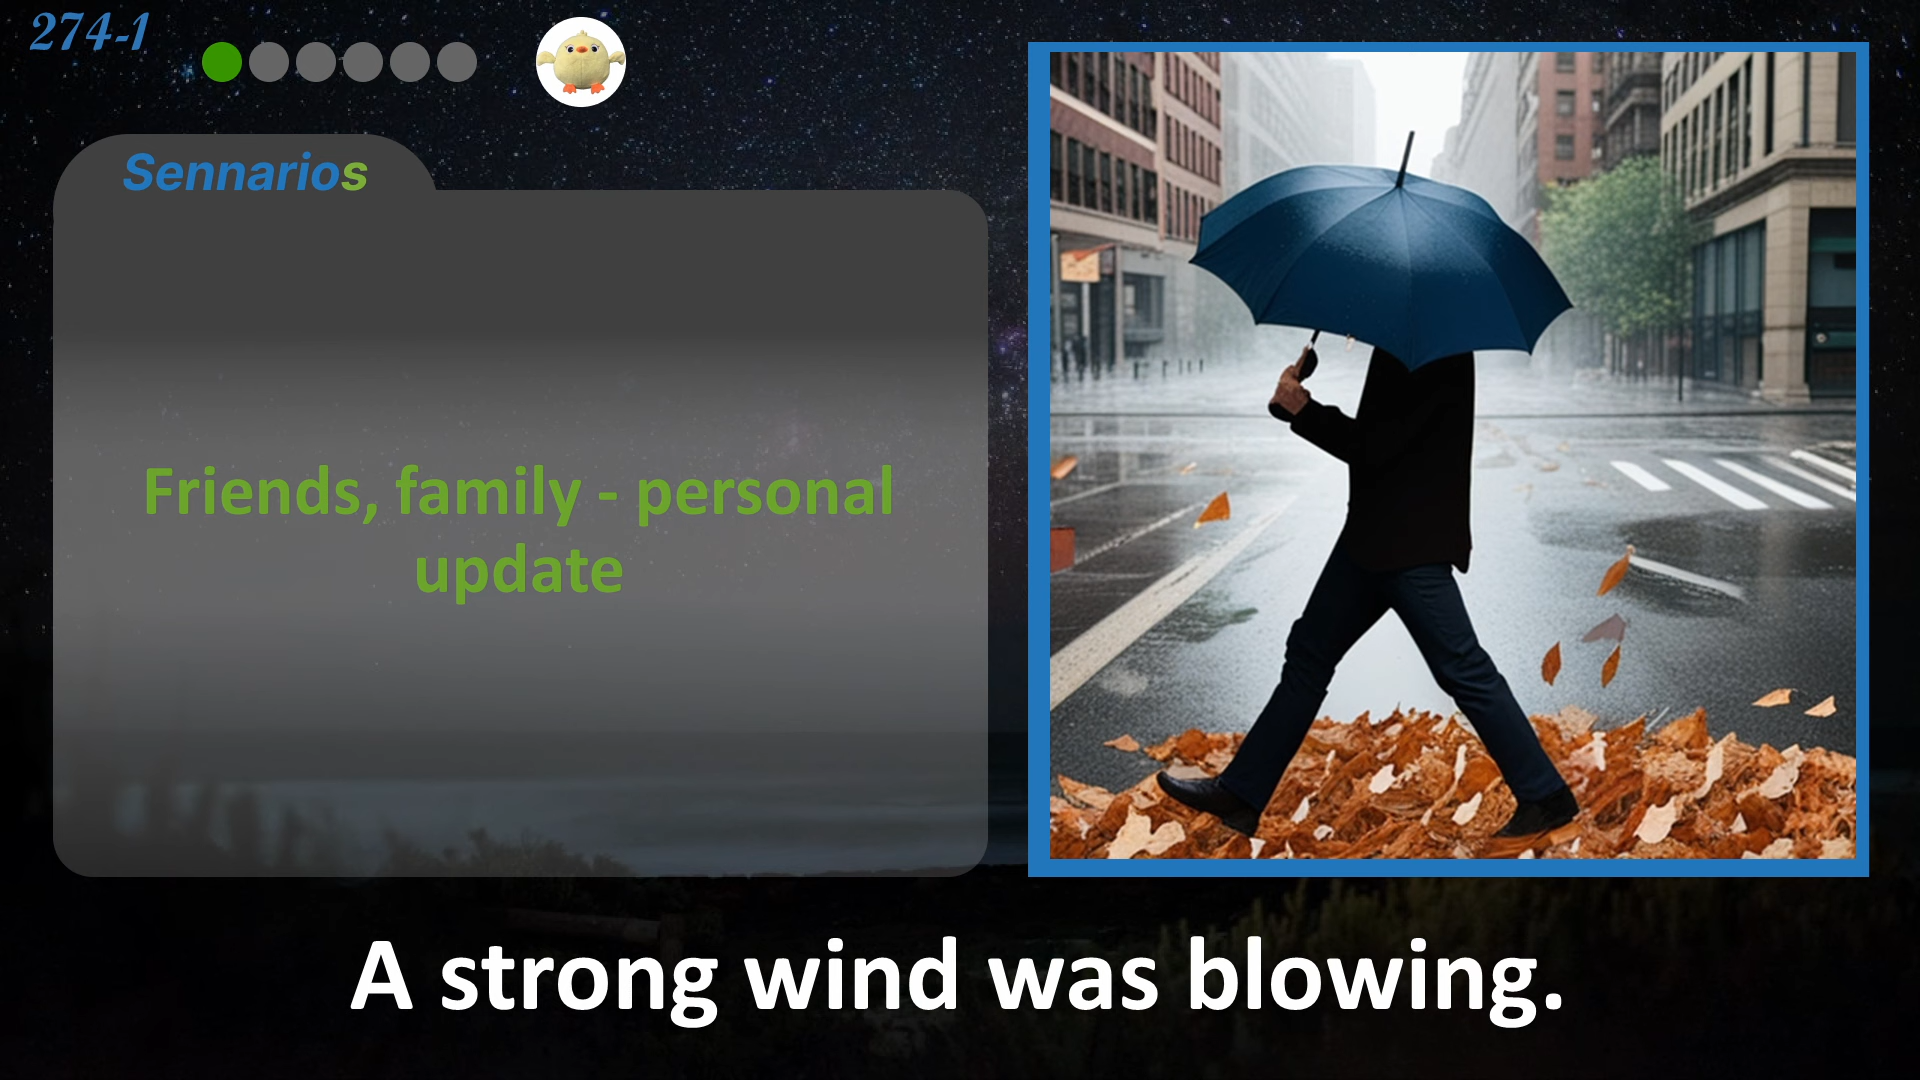 274-1
Sennarios
Friends, family - personal
update
A strong wind was blowing.